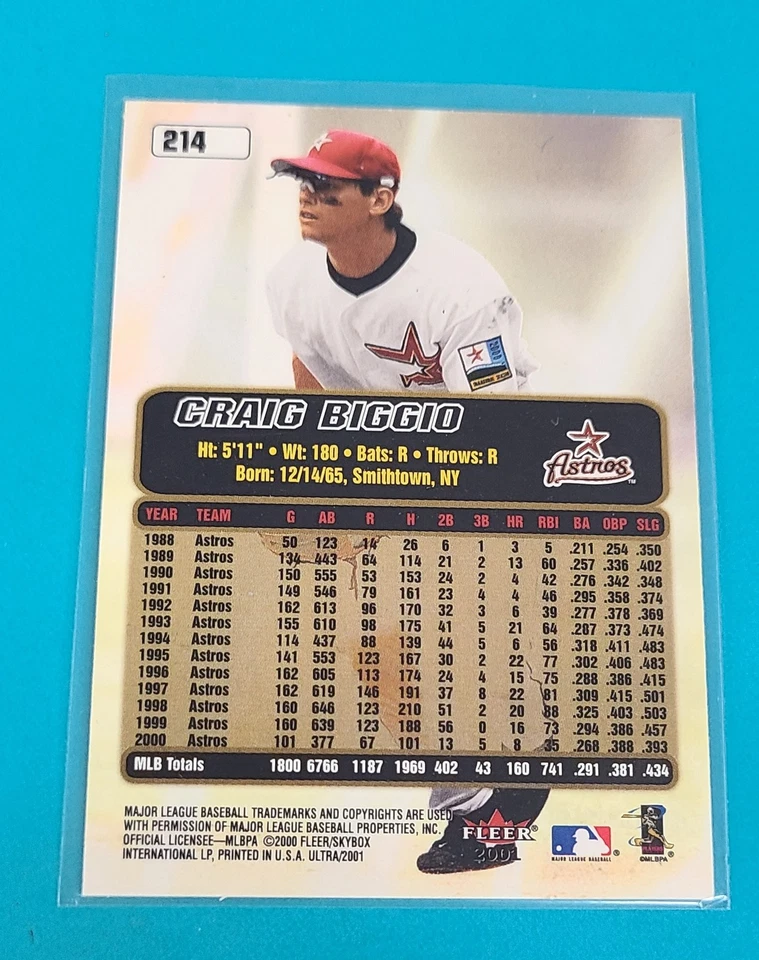 214
2000
CRAIG BIGGIO
Ht: 5'11" • Wt: 180 • Bats: R • Throws: R
Born: 12/14/65, Smithtown, NY
Astros
TM
YEAR TEAM G AB R H 2B 3B HR RBI BA OBP SLG
1988 Astros 50 123 14 26 6 1 3 5 .211 .254 .350
1989 Astros 134 443 64 114 21 2 13 60 .257 .336 .402
1990 Astros 150 555 53 153 24 2 4 42 .276 .342 .348
1991 Astros 149 546 79 161 23 4 4 46 .295 .358 .374
1992 Astros 162 613 96 170 32 3 6 39 .277 .378 .369
1993 Astros 155 610 98 175 41 5 21 64 .287 .373 .474
1994 Astros 114 437 88 139 44 5 6 56 .318 .411 .483
1995 Astros 141 553 123 167 30 2 22 77 .302 .406 .483
1996 Astros 162 605 113 174 24 4 15 75 .288 .386 .415
1997 Astros 162 619 146 191 37 8 22 81 .309 .415 .501
1998 Astros 160 646 123 210 51 2 20 88 .325 .403 .503
1999 Astros 160 639 123 188 56 0 16 73 .294 .386 .457
2000 Astros 101 377 67 101 13 5 8 35 .268 .388 .393
MLB Totals 1800 6766 1187 1969 402 43 160 741 .291 .381 .434
MAJOR LEAGUE BASEBALL TRADEMARKS AND COPYRIGHTS ARE USED
WITH PERMISSION OF MAJOR LEAGUE BASEBALL PROPERTIES, INC.
OFFICIAL LICENSEE—MLBPA ©2000 FLEER/SKYBOX
INTERNATIONAL LP, PRINTED IN U.S.A. ULTRA/2001
FLEER®
2001
MAJOR LEAGUE BASEBALL ®
PLAYERS
©MLBPA ®